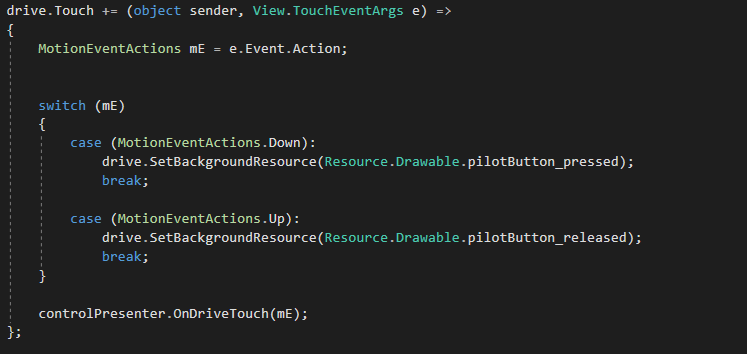 drive.Touch += (object sender, View.TouchEventArgs e) =>
{
MotionEventActions mE = e.Event.Action;
switch (mE)
{
case (MotionEventActions.Down):
drive.SetBackgroundResource(Resource.Drawable.pilotButton_pressed);
break;
case (MotionEventActions.Up):
drive.SetBackgroundResource(Resource.Drawable.pilotButton_released);
break;
}
controlPresenter.OnDriveTouch(mE);
};